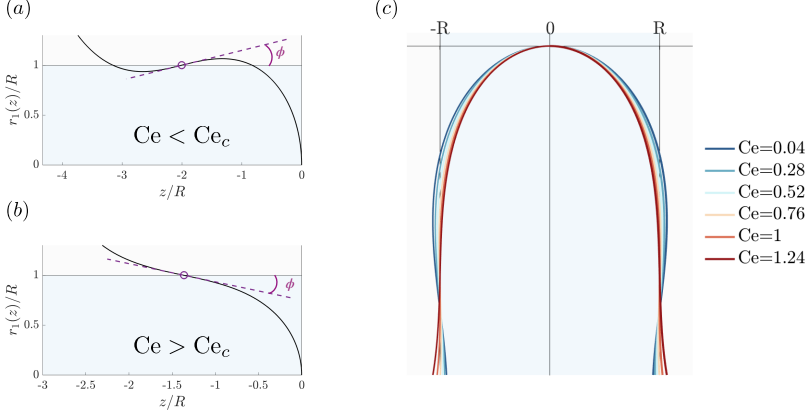 (a)
r₁(z)/R
1
0.5
0
ϕ
Ce < Ce_c
-4
-3
-2
-1
0
z/R
(b)
r₁(z)/R
1
0.5
0
ϕ
Ce > Ce_c
-3
-2.5
-2
-1.5
-1
-0.5
0
z/R
(c)
-R
0
R
Ce=0.04
Ce=0.28
Ce=0.52
Ce=0.76
Ce=1
Ce=1.24